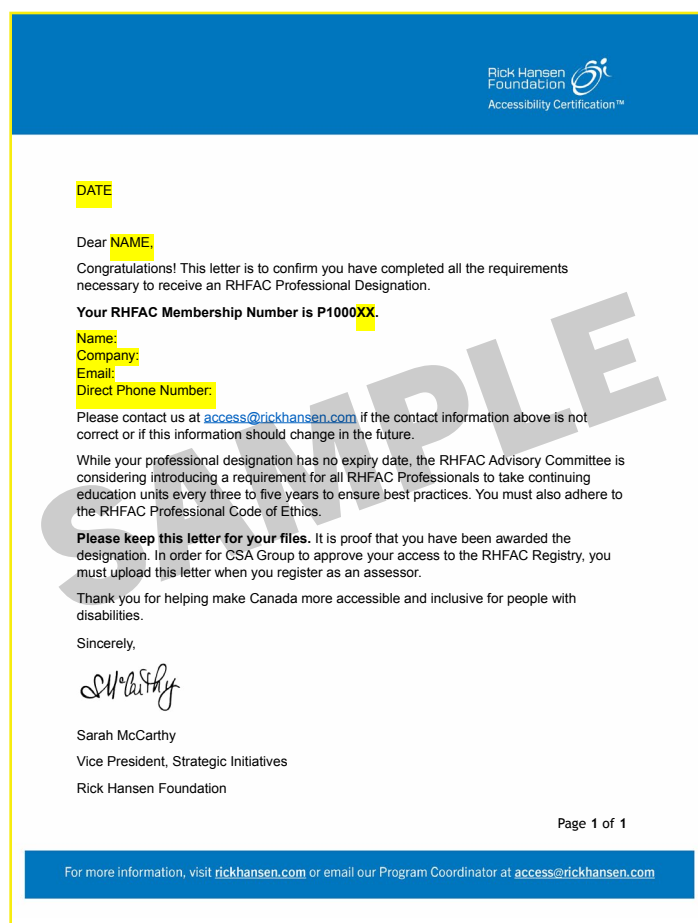 Rick Hansen
Foundation
Accessibility Certification™
DATE
Dear NAME,
Congratulations! This letter is to confirm you have completed all the requirements
necessary to receive an RHFAC Professional Designation.
Your RHFAC Membership Number is P1000XX.
Name:
Company:
Email:
Direct Phone Number:
Please contact us at access@rickhansen.com if the contact information above is not
correct or if this information should change in the future.
While your professional designation has no expiry date, the RHFAC Advisory Committee is
considering introducing a requirement for all RHFAC Professionals to take continuing
education units every three to five years to ensure best practices. You must also adhere to
the RHFAC Professional Code of Ethics.
Please keep this letter for your files. It is proof that you have been awarded the
designation. In order for CSA Group to approve your access to the RHFAC Registry, you
must upload this letter when you register as an assessor.
Thank you for helping make Canada more accessible and inclusive for people with
disabilities.
Sincerely,
SMcCarthy
Sarah McCarthy
Vice President, Strategic Initiatives
Rick Hansen Foundation
Page 1 of 1
For more information, visit rickhansen.com or email our Program Coordinator at access@rickhansen.com
SAMPLE